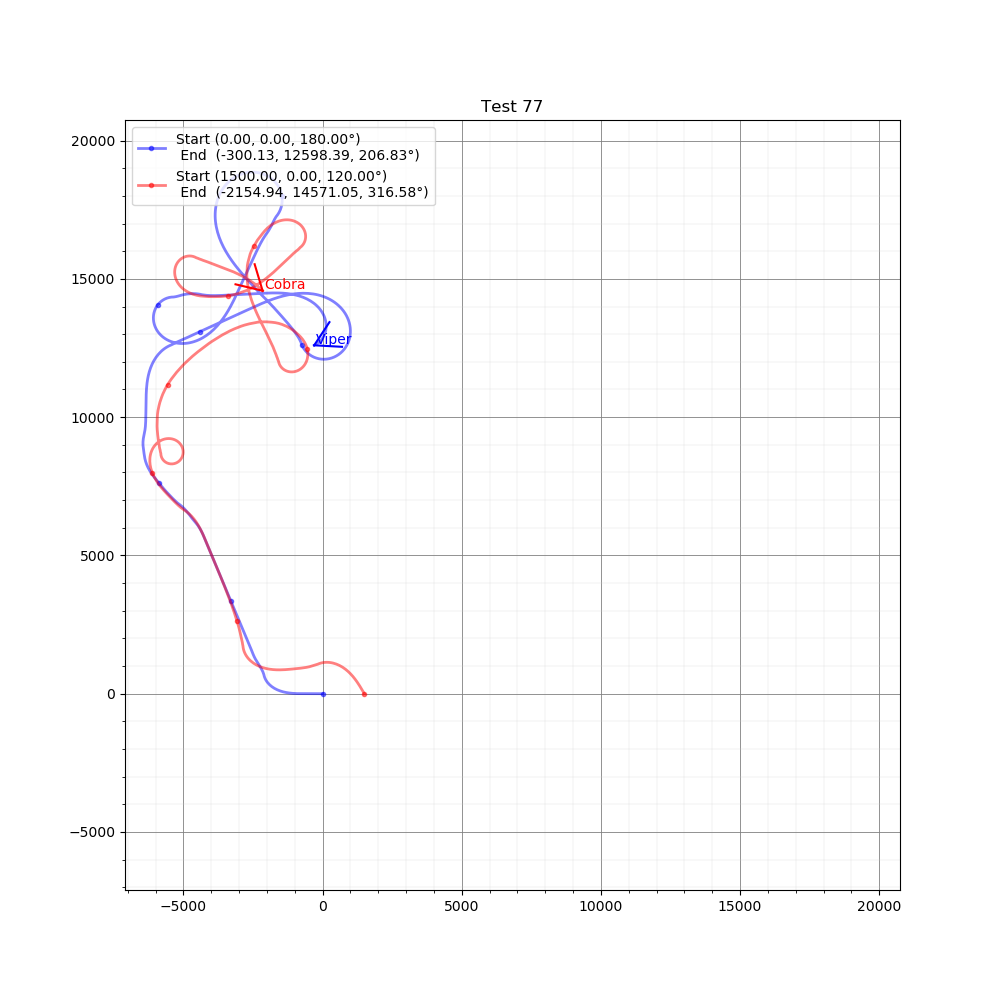 Test 77
Start (0.00, 0.00, 180.00°)
End (-300.13, 12598.39, 206.83°)
Start (1500.00, 0.00, 120.00°)
End (-2154.94, 14571.05, 316.58°)
20000
15000
10000
5000
0
−5000
Cobra
Viper
−5000 0 5000 10000 15000 20000